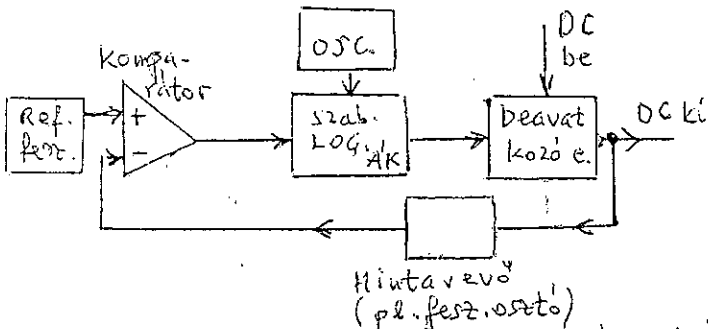 Kompa-
rátor
OSC.
DC
be
Ref.
fesz.
+
-
szab.
LOG.
ÁK
beavat
kozó e.
DC ki
Mintavevő
(pl. fesz. osztó)